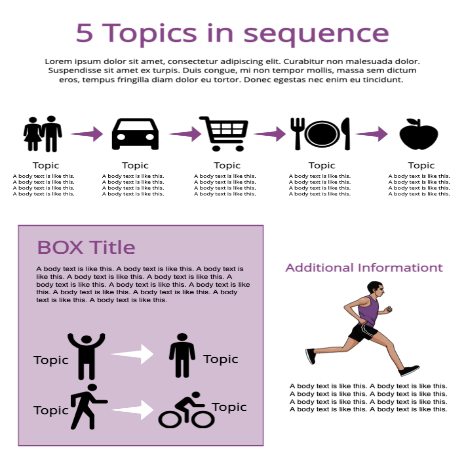 5 Topics in sequence
Lorem ipsum dolor sit amet, consectetur adipiscing elit. Curabitur non malesuada dolor.
Suspendisse sit amet ex turpis. Duis congue, mi non tempor mollis, massa sem dictum
eros, tempus fringilla diam dolor eu tortor. Donec egestas nec enim eu tincidunt.
Topic
A body text is like this.
A body text is like this.
A body text is like this.
A body text is like this.
Topic
A body text is like this.
A body text is like this.
A body text is like this.
A body text is like this.
Topic
A body text is like this.
A body text is like this.
A body text is like this.
A body text is like this.
Topic
A body text is like this.
A body text is like this.
A body text is like this.
A body text is like this.
Topic
A body text is like this.
A body text is like this.
A body text is like this.
A body text is like this.
BOX Title
A body text is like this. A body text is like this. A body text is
like this. A body text is like this. A body text is like this. A body
text is like this. A body text is like this. A body text is like
this. A body text is like this. A body text is like this. A body
text is like this. A body text is like this.
Topic
Topic
Topic
Topic
Additional Informationt
A body text is like this. A body text is like this.
A body text is like this. A body text is like this.
A body text is like this. A body text is like this.
A body text is like this. A body text is like this.